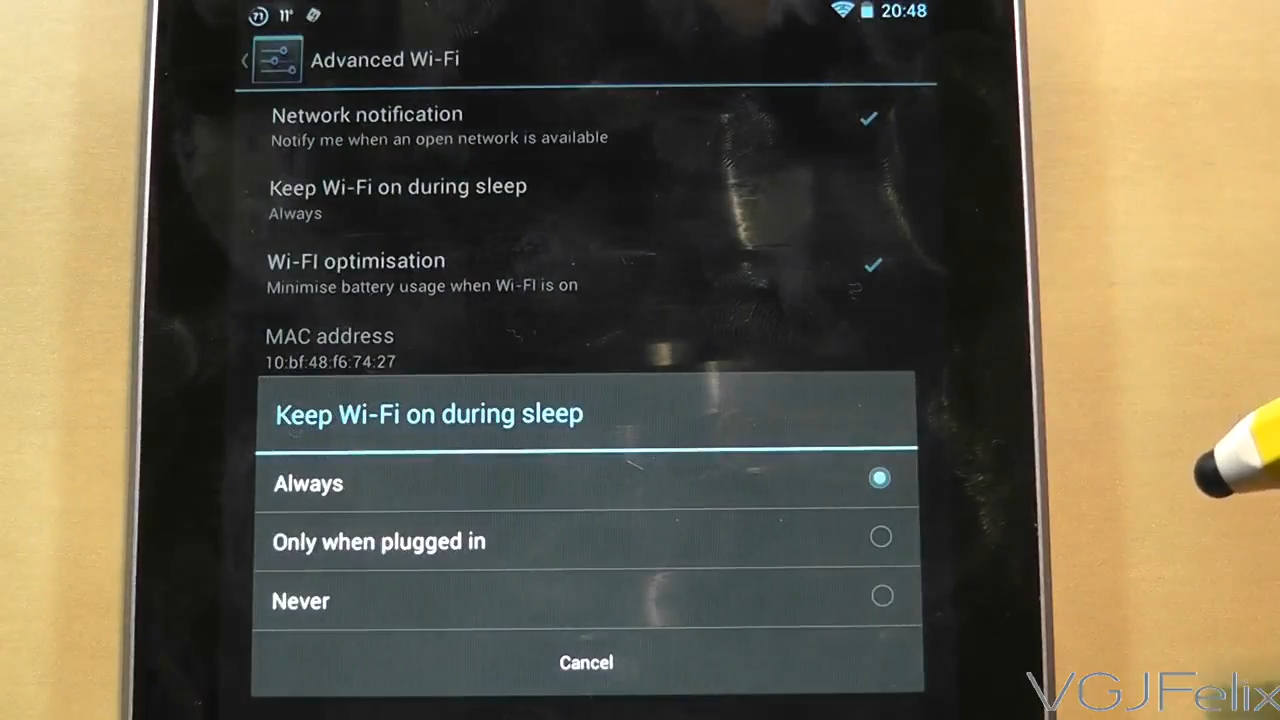 71 11° 20:48
Advanced Wi-Fi
Network notification
Notify me when an open network is available
Keep Wi-Fi on during sleep
Always
Wi-FI optimisation
Minimise battery usage when Wi-FI is on
MAC address
10:bf:48:f6:74:27
Keep Wi-Fi on during sleep
Always
Only when plugged in
Never
Cancel
VGJFelix